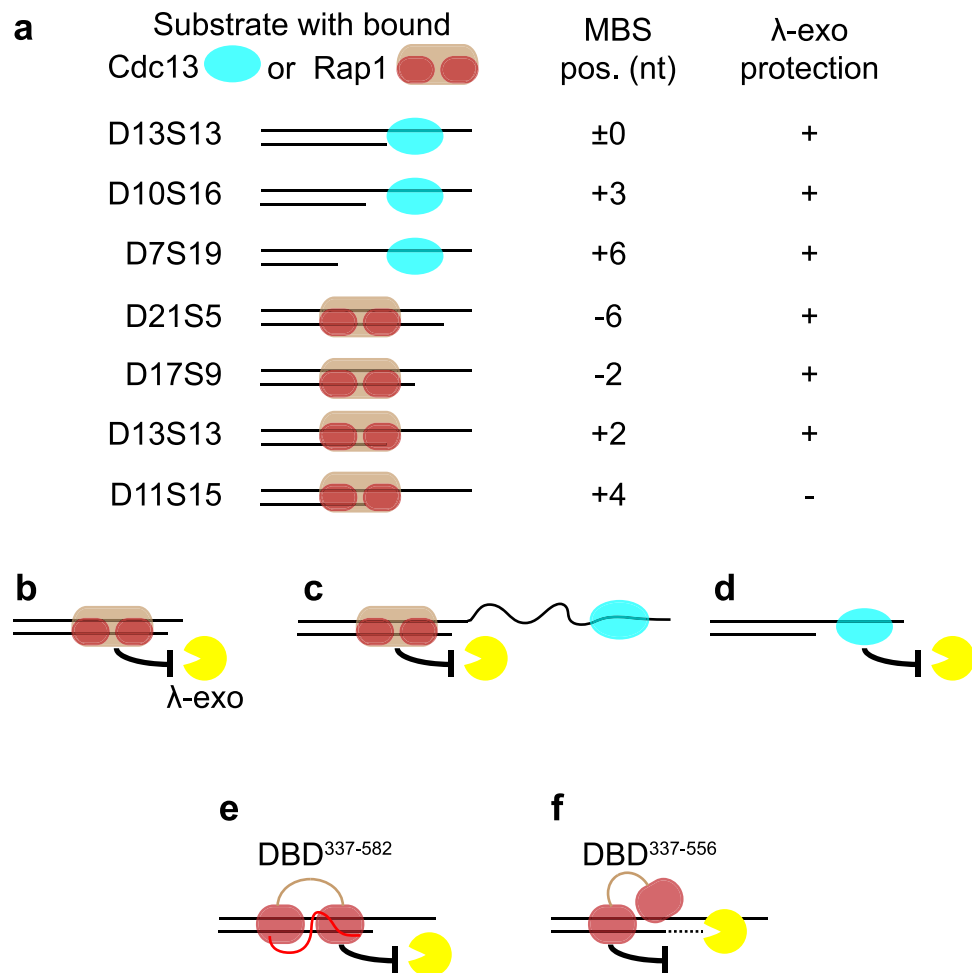 a
Substrate with bound MBS λ-exo
Cdc13 or Rap1 pos. (nt) protection
D13S13 ±0 +
D10S16 +3 +
D7S19 +6 +
D21S5 -6 +
D17S9 -2 +
D13S13 +2 +
D11S15 +4 -
b c d
λ-exo
e f
DBD³³⁷⁻⁵⁸² DBD³³⁷⁻⁵⁵⁶